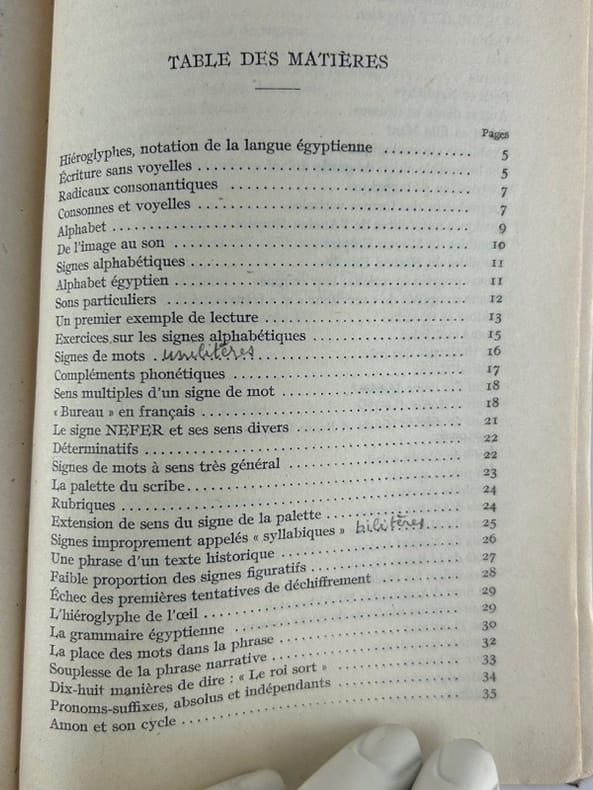 TABLE DES MATIÈRES
Pages
Hiéroglyphes, notation de la langue égyptienne ........... 5
Écriture sans voyelles ........... 5
Radicaux consonantiques ........... 7
Consonnes et voyelles ........... 7
Alphabet ........... 9
De l'image au son ........... 10
Signes alphabétiques ........... 11
Alphabet égyptien ........... 11
Sons particuliers ........... 12
Un premier exemple de lecture ........... 13
Exercices sur les signes alphabétiques ........... 15
Signes de mots . unilitères ........... 16
Compléments phonétiques ........... 17
Sens multiples d'un signe de mot ........... 18
« Bureau » en français ........... 18
Le signe NEFER et ses sens divers ........... 21
Déterminatifs ........... 22
Signes de mots à sens très général ........... 22
La palette du scribe ........... 23
Rubriques ........... 24
Extension de sens du signe de la palette ........... 24
Signes improprement appelés « syllabiques » bilitères ..... 25
Une phrase d'un texte historique ........... 26
Faible proportion des signes figuratifs ........... 27
Échec des premières tentatives de déchiffrement ........... 28
L'hiéroglyphe de l'œil ........... 29
La grammaire égyptienne ........... 29
La place des mots dans la phrase ........... 30
Souplesse de la phrase narrative ........... 32
Dix-huit manières de dire : « Le roi sort » ........... 33
Pronoms-suffixes, absolus et indépendants ........... 34
Amon et son cycle ........... 35